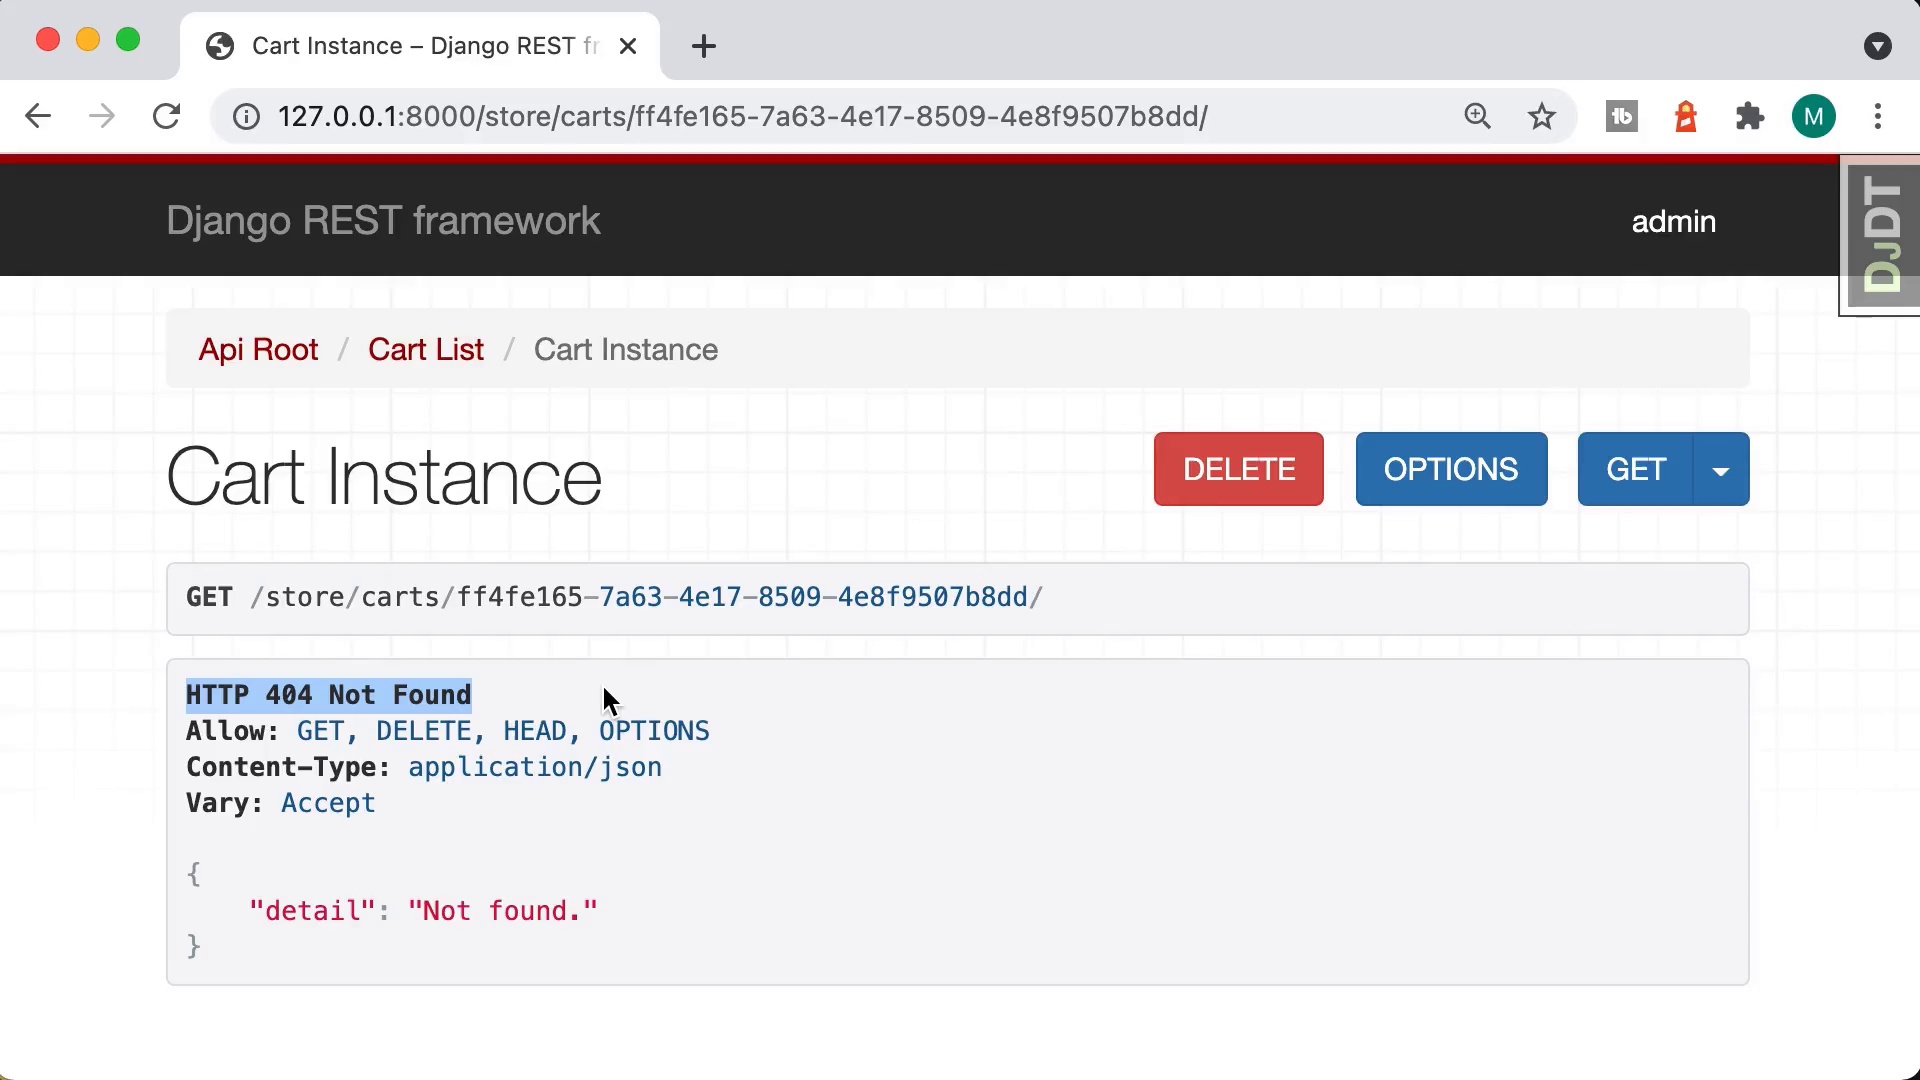 Cart Instance – Django REST fr
127.0.0.1:8000/store/carts/ff4fe165-7a63-4e17-8509-4e8f9507b8dd/
M
Django REST framework
admin
DJDT
Api Root / Cart List / Cart Instance
Cart Instance
DELETE
OPTIONS
GET
GET /store/carts/ff4fe165-7a63-4e17-8509-4e8f9507b8dd/
HTTP 404 Not Found
Allow: GET, DELETE, HEAD, OPTIONS
Content-Type: application/json
Vary: Accept
{
"detail": "Not found."
}